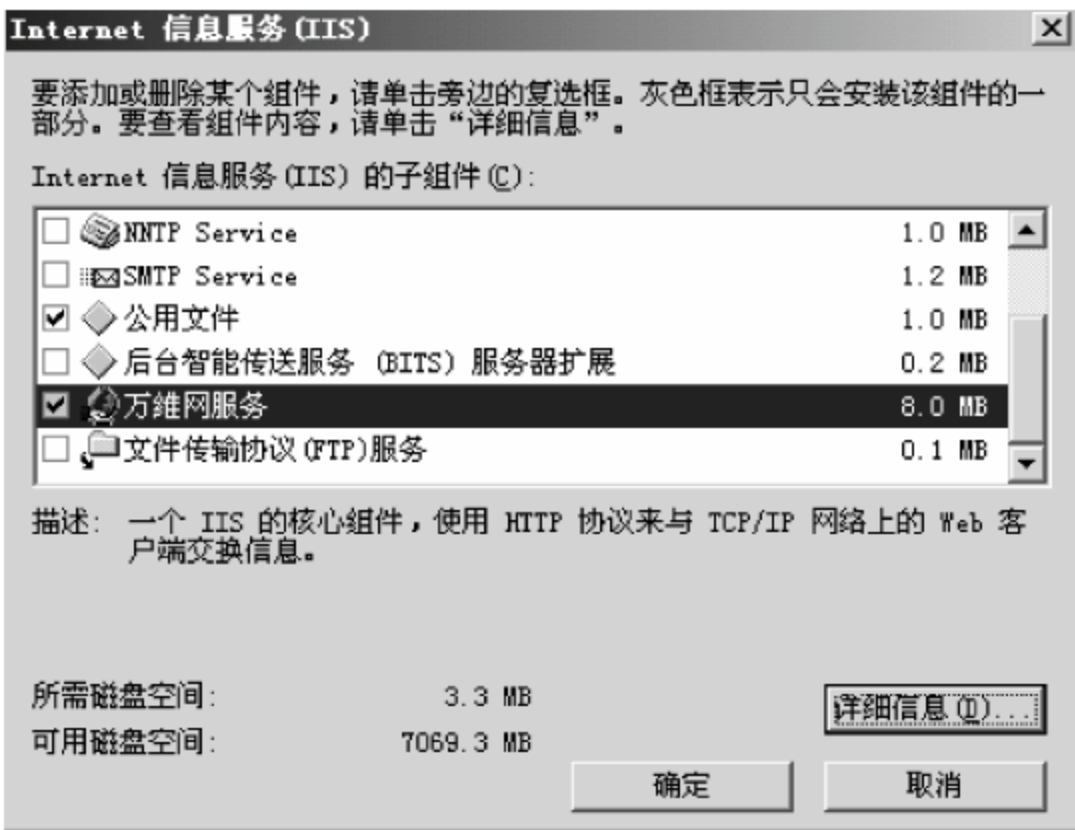 Internet 信息服务(IIS)
要添加或删除某个组件，请单击旁边的复选框。灰色框表示只会安装该组件的一
部分。要查看组件内容，请单击“详细信息”。
Internet 信息服务(IIS) 的子组件(C):
NNTP Service 1.0 MB
SMTP Service 1.2 MB
公用文件 1.0 MB
后台智能传送服务 (BITS) 服务器扩展 0.2 MB
万维网服务 8.0 MB
文件传输协议(FTP)服务 0.1 MB
描述: 一个 IIS 的核心组件，使用 HTTP 协议来与 TCP/IP 网络上的 Web 客
户端交换信息。
所需磁盘空间: 3.3 MB
详细信息(D)...
可用磁盘空间: 7069.3 MB
确定 取消